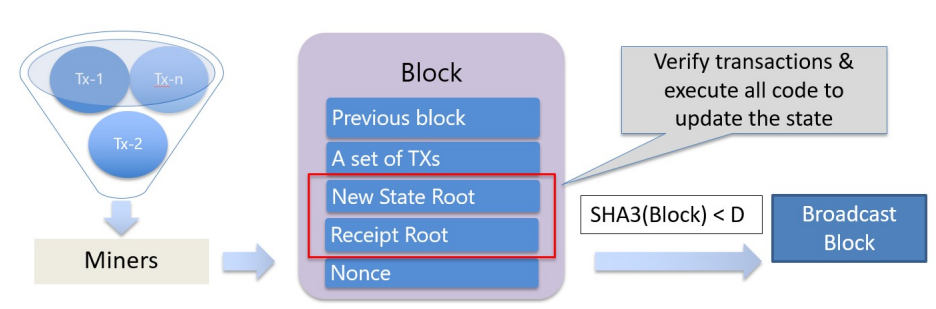 Tx-1
Tx-n
Tx-2
Miners
Block
Previous block
A set of TXs
New State Root
Receipt Root
Nonce
Verify transactions &
execute all code to
update the state
SHA3(Block) < D
Broadcast
Block